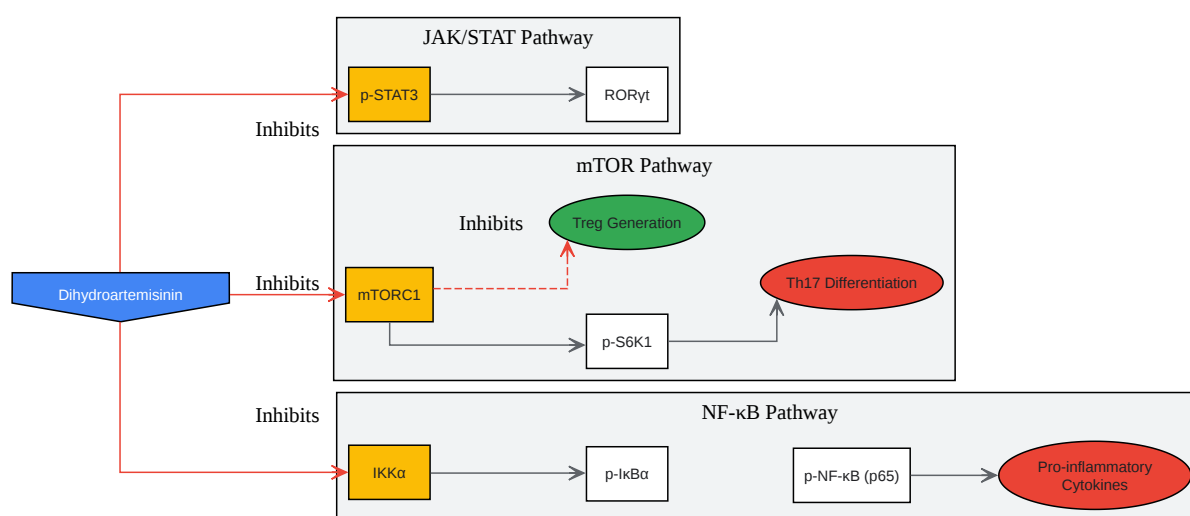 JAK/STAT Pathway
p-STAT3
RORγt
Inhibits
mTOR Pathway
Inhibits
Treg Generation
Inhibits
Dihydroartemisinin
mTORC1
Th17 Differentiation
p-S6K1
Inhibits
NF-κB Pathway
IKKα
p-IκBα
p-NF-κB (p65)
Pro-inflammatory
Cytokines